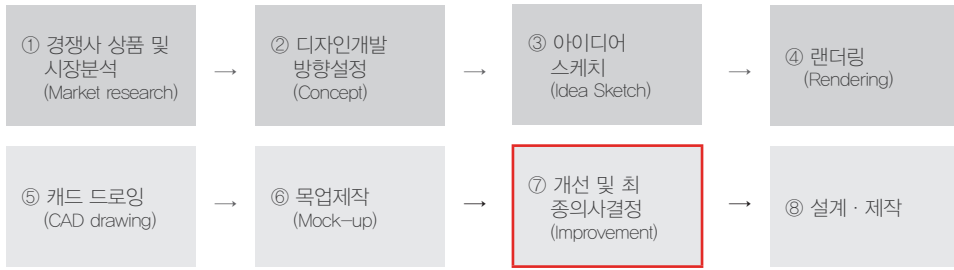 ① 경쟁사 상품 및
시장분석
(Market research)
→
② 디자인개발
방향설정
(Concept)
→
③ 아이디어
스케치
(Idea Sketch)
→
④ 랜더링
(Rendering)
⑤ 캐드 드로잉
(CAD drawing)
→
⑥ 목업제작
(Mock-up)
→
⑦ 개선 및 최
종의사결정
(Improvement)
→
⑧ 설계 · 제작